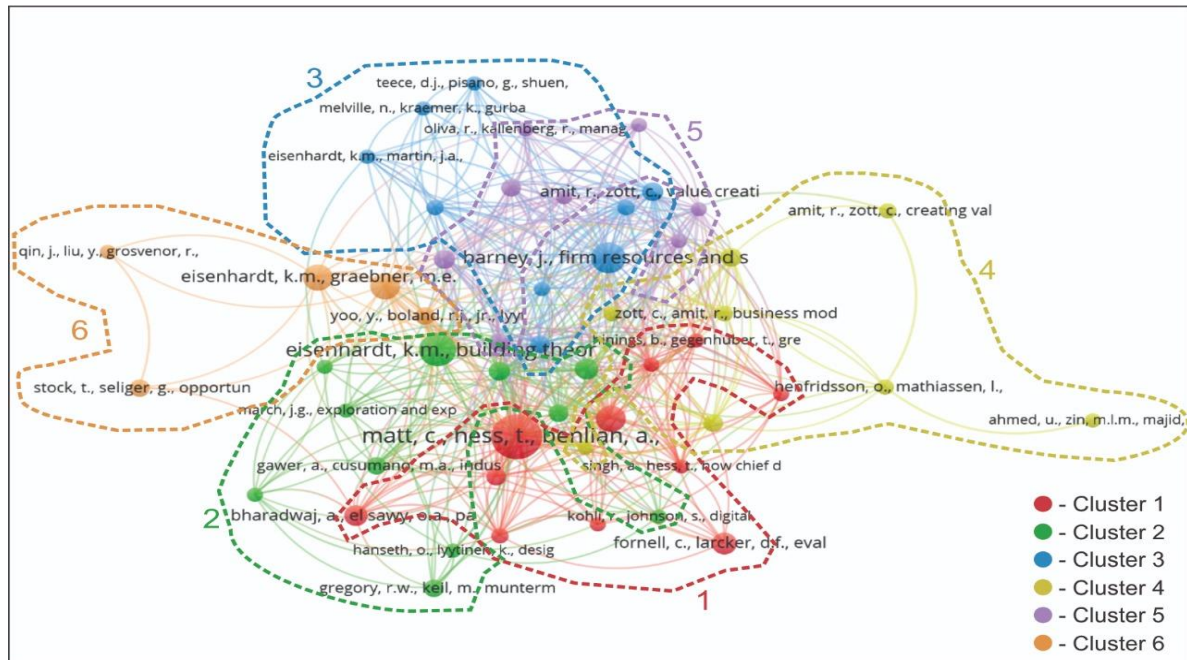 3
teece, d.j., pisano, g., shuen,
melville, n., kraemer, k., gurba
oliva, r., kallenberg, r., manag
5
eisenhardt, k.m., martin, j.a.,
amit, r., zott, c., value creati
amit, r., zott, c., creating val
qin, j., liu, y., grosvenor, r.,
barney, j., firm resources and s
eisenhardt, k.m., graebner, m.e.
4
yoo, y., boland, r.j., jr., lyyt
zott, c., amit, r., business mod
6
hinings, b., gegenhuber, t., gre
eisenhardt, k.m., building theor
stock, t., seliger, g., opportun
henfridsson, o., mathiassen, l.,
march, j.g., exploration and exp
ahmed, u., zin, m.l.m., majid,
matt, c., hess, t., benlian, a.,
gawer, a., cusumano, m.a., indus
singh, a., hess, t., how chief d
2
bharadwaj, a., el sawy, o.a., pa
kohli, r., johnson, s., digital
fornell, c., larcker, d.f., eval
hanseth, o., lyytinen, k., desig
gregory, r.w., keil, m., munterm
1
- Cluster 1
- Cluster 2
- Cluster 3
- Cluster 4
- Cluster 5
- Cluster 6